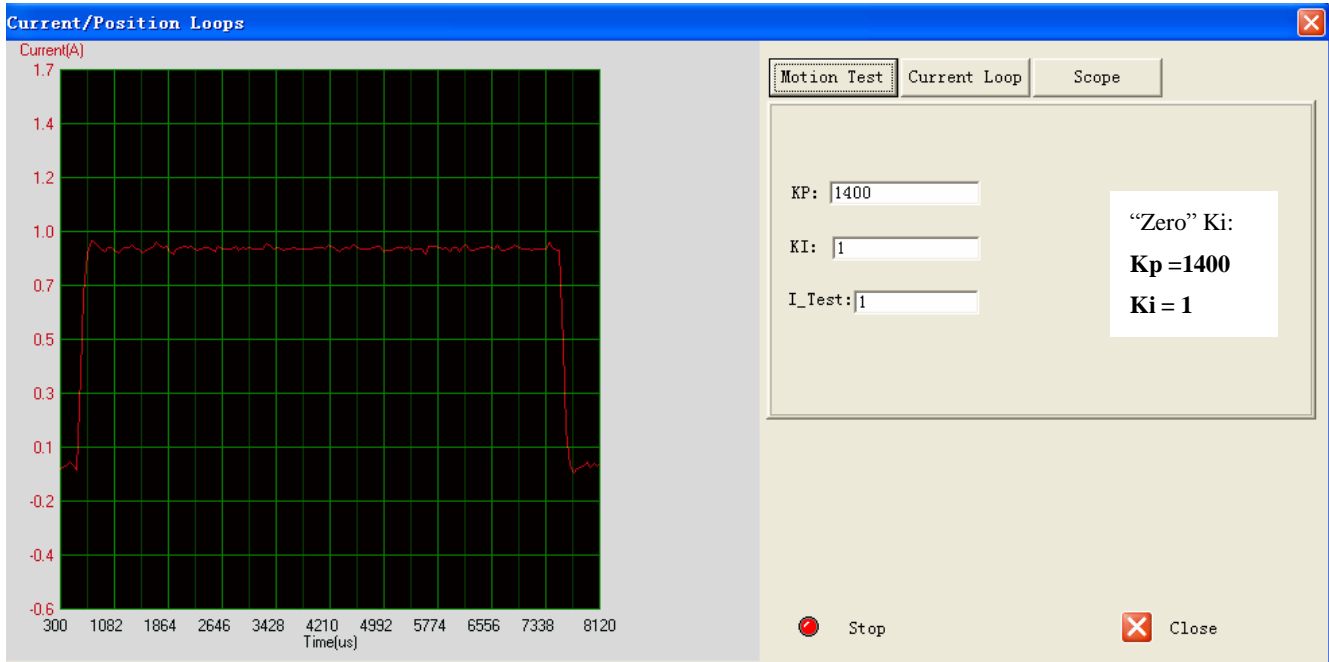 Current/Position Loops
Current(A)
1.7
1.4
1.2
1.0
0.7
0.5
0.3
0.1
-0.2
-0.4
-0.6
300 1082 1864 2646 3428 4210 4992 5774 6556 7338 8120
Time(us)
Motion Test Current Loop Scope
KP: 1400
KI: 1
I_Test: 1
“Zero” Ki:
Kp =1400
Ki = 1
Stop Close